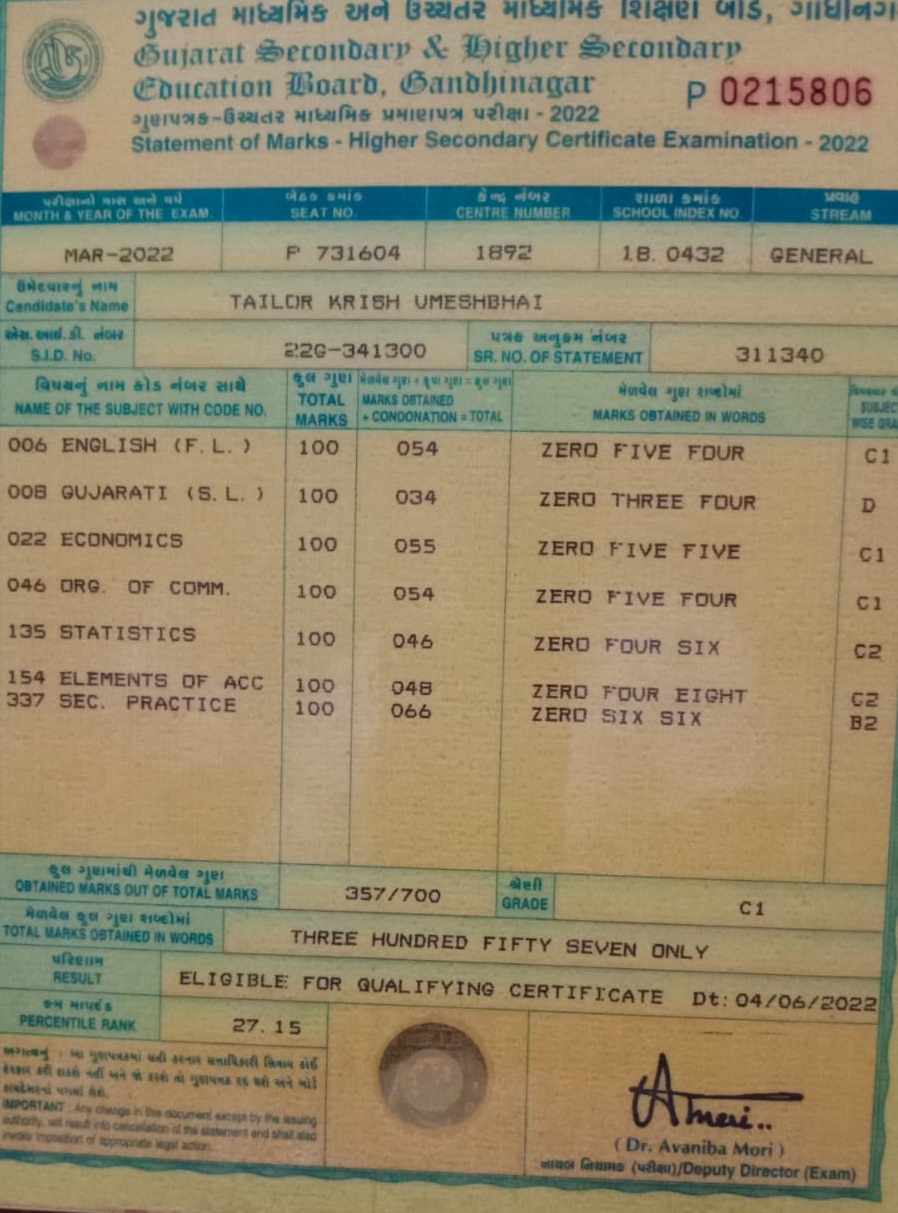 ગુજરાત માધ્યમિક અને ઉચ્ચતર માધ્યમિક શિક્ષણ બોર્ડ,
Gujarat Secondary & Higher Secondary
Education Board, Gandhinagar
P 0215806
ગુણપત્રક-ઉચ્ચતર માધ્યમિક પ્રમાણપત્ર પરીક્ષા - 2022
Statement of Marks - Higher Secondary Certificate Examination - 2022
પરીક્ષાનો માસ અને વર્ષ બેઠક ક્રમાંક કેન્દ્ર નંબર શાળા ક્રમાંક પ્રવાહ
MONTH & YEAR OF THE EXAM. SEAT NO. CENTRE NUMBER SCHOOL INDEX NO. STREAM
MAR-2022 P 731604 1892 18. 0432 GENERAL
ઉમેદવારનું નામ
Candidate's Name TAILOR KRISH UMESHBHAI
એસ.આઈ.ડી. નંબર પત્રક અનુક્રમ નંબર
S.I.D. No. 22G-341300 SR. NO. OF STATEMENT 311340
વિષયનું નામ કોડ નંબર સાથે કુલ ગુણ મેળવેલ ગુણ + કૃપા ગુણ = કુલ ગુણ મેળવેલ ગુણ શબ્દોમાં
NAME OF THE SUBJECT WITH CODE NO. TOTAL MARKS MARKS OBTAINED + CONDONATION = TOTAL MARKS OBTAINED IN WORDS
006 ENGLISH (F.L.) 100 054 ZERO FIVE FOUR C1
008 GUJARATI (S.L.) 100 034 ZERO THREE FOUR D
022 ECONOMICS 100 055 ZERO FIVE FIVE C1
046 ORG. OF COMM. 100 054 ZERO FIVE FOUR C1
135 STATISTICS 100 046 ZERO FOUR SIX C2
154 ELEMENTS OF ACC 100 048 ZERO FOUR EIGHT C2
337 SEC. PRACTICE 100 066 ZERO SIX SIX B2
કુલ ગુણમાંથી મેળવેલ ગુણ શ્રેણી
OBTAINED MARKS OUT OF TOTAL MARKS 357/700 GRADE C1
મેળવેલ કુલ ગુણ શબ્દોમાં
TOTAL MARKS OBTAINED IN WORDS THREE HUNDRED FIFTY SEVEN ONLY
પરિણામ
RESULT ELIGIBLE FOR QUALIFYING CERTIFICATE Dt: 04/06/2022
ક્રમ માપદંડ
PERCENTILE RANK 27.15
અગત્યનું : આ ગુણપત્રકમાં સહી કરનાર સત્તાધિકારી સિવાય કોઈ
ફેરફાર કરી શકશે નહીં અને જો કરશે તો ગુણપત્રક રદ થશે અને કોઈ
કાયદેસરનાં પગલાં લેશે.
IMPORTANT : Any change in this document except by the issuing
authority, will result into cancellation of the statement and shall also
invoke imposition of appropriate legal action.
( Dr. Avaniba Mori )
નાયબ નિયામક (પરીક્ષા)/Deputy Director (Exam)